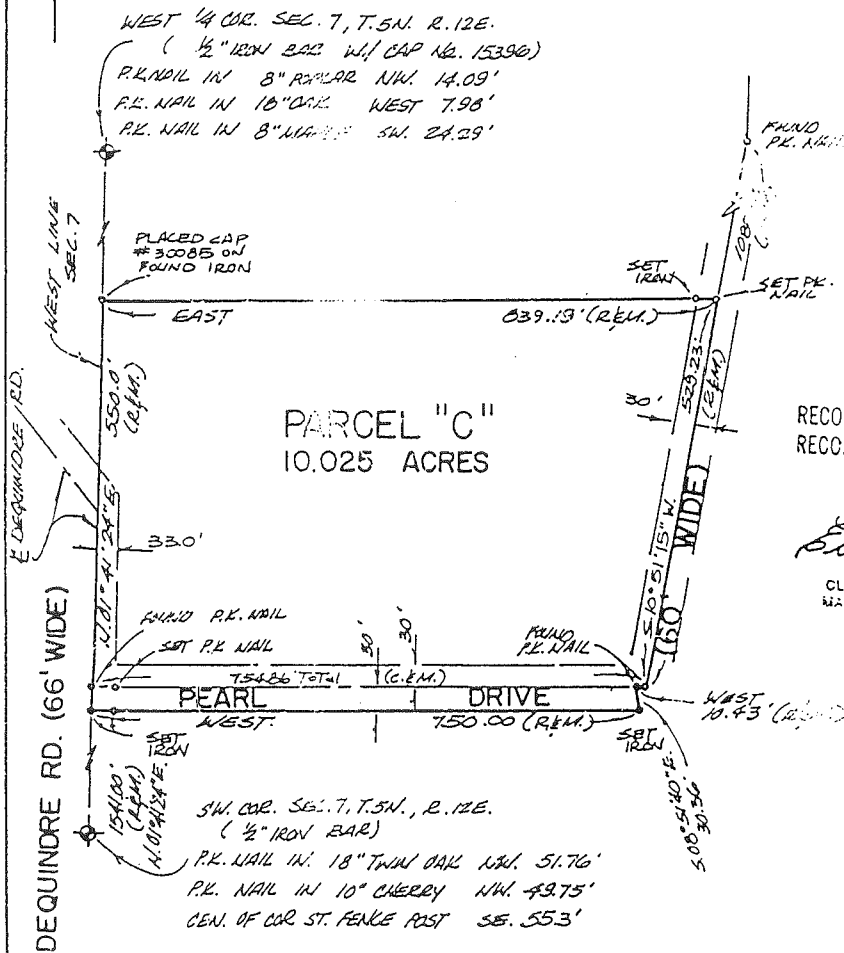 WEST 1/4 COR. SEC. 7, T.5N. R.12E.
( 1/2" IRON BAR W/ CAP NO. 15396)
P.K. NAIL IN 8" POPLAR NW. 14.09'
P.K. NAIL IN 18" OAK WEST 7.98'
P.K. NAIL IN 8" MAPLE SW. 24.29'
FOUND
P.K. NAIL
WEST LINE
SEC. 7
PLACED CAP
#30085 ON
FOUND IRON
SET
IRON
108
SET P.K.
NAIL
EAST
839.19' (R.&M.)
℄ DEQUINDRE RD.
550.0'
(R.&M.)
529.23'
(R.&M.)
30'
PARCEL "C"
10.025 ACRES
RECO
RECO
N. 01° 41' 24" E.
33.0'
S. 10° 51' 15" W.
(60' WIDE)
CL
FOUND P.K. NAIL
SET P.K. NAIL
30'
30'
FOUND
P.K. NAIL
754.86' TOTAL (C.&M.)
PEARL DRIVE
WEST
10.43'
WEST. 750.00 (R.&M.)
SET
IRON
SET
IRON
S. 08° 51' 40" E.
30.36'
DEQUINDRE RD. (66' WIDE)
1541.00'
(R.&M.)
N. 01° 41' 24" E.
SW. COR. SEC. 7, T.5N., R.12E.
( 1/2" IRON BAR)
P.K. NAIL IN 18" TWIN OAK NW. 51.76'
P.K. NAIL IN 10" CHERRY NW. 49.75'
CEN. OF COR ST. FENCE POST SE. 553'